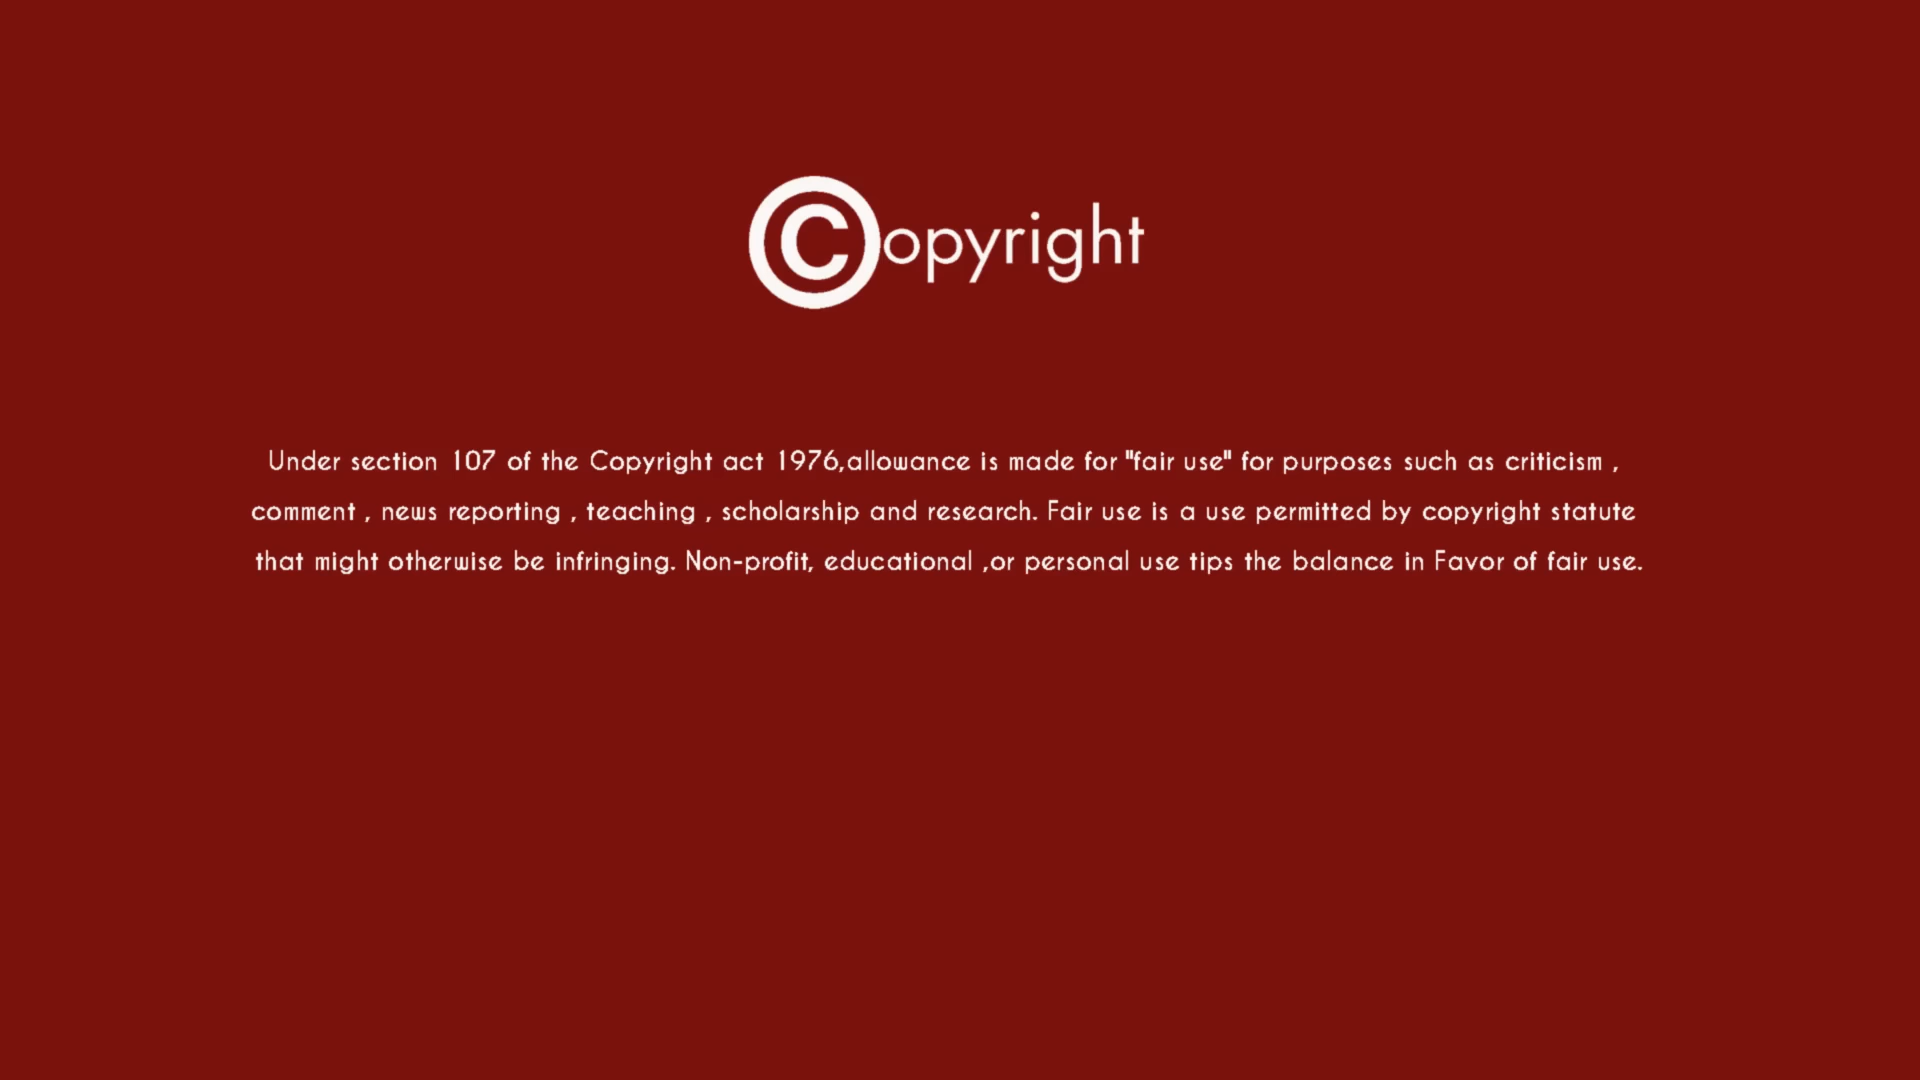 ©opyright
Under section 107 of the Copyright act 1976,allowance is made for "fair use" for purposes such as criticism ,
comment , news reporting , teaching , scholarship and research. Fair use is a use permitted by copyright statute
that might otherwise be infringing. Non-profit, educational ,or personal use tips the balance in Favor of fair use.